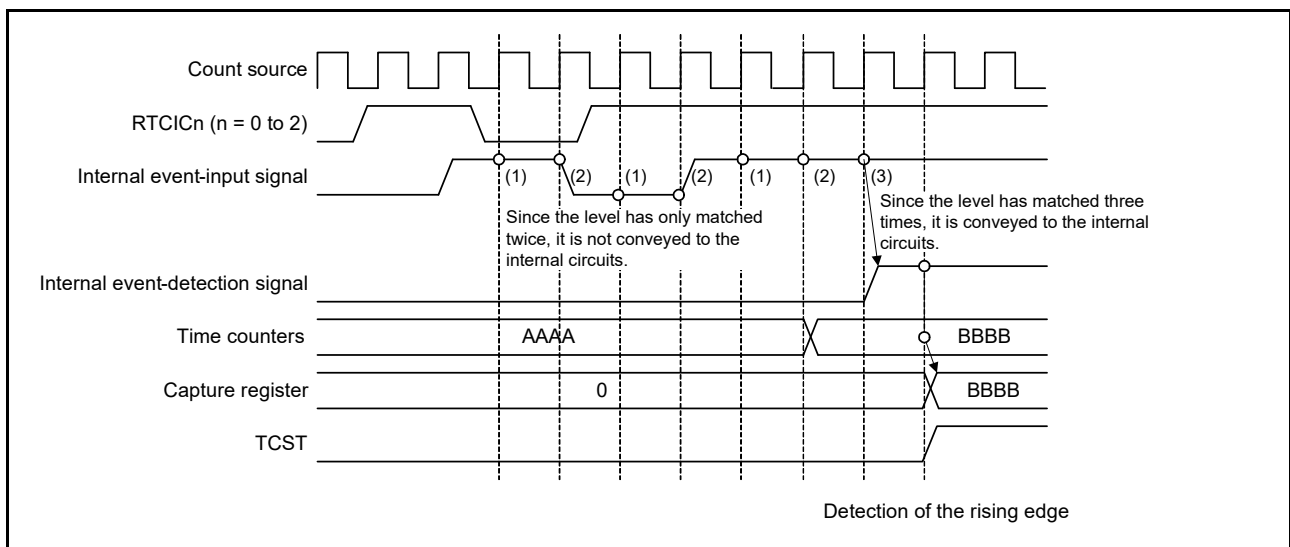 Count source
RTCICn (n = 0 to 2)
Internal event-input signal
(1)
(2)
(1)
(2)
(1)
(2)
(3)
Since the level has only matched
twice, it is not conveyed to the
internal circuits.
Since the level has matched three
times, it is conveyed to the internal
circuits.
Internal event-detection signal
Time counters
AAAA
BBBB
Capture register
0
BBBB
TCST
Detection of the rising edge